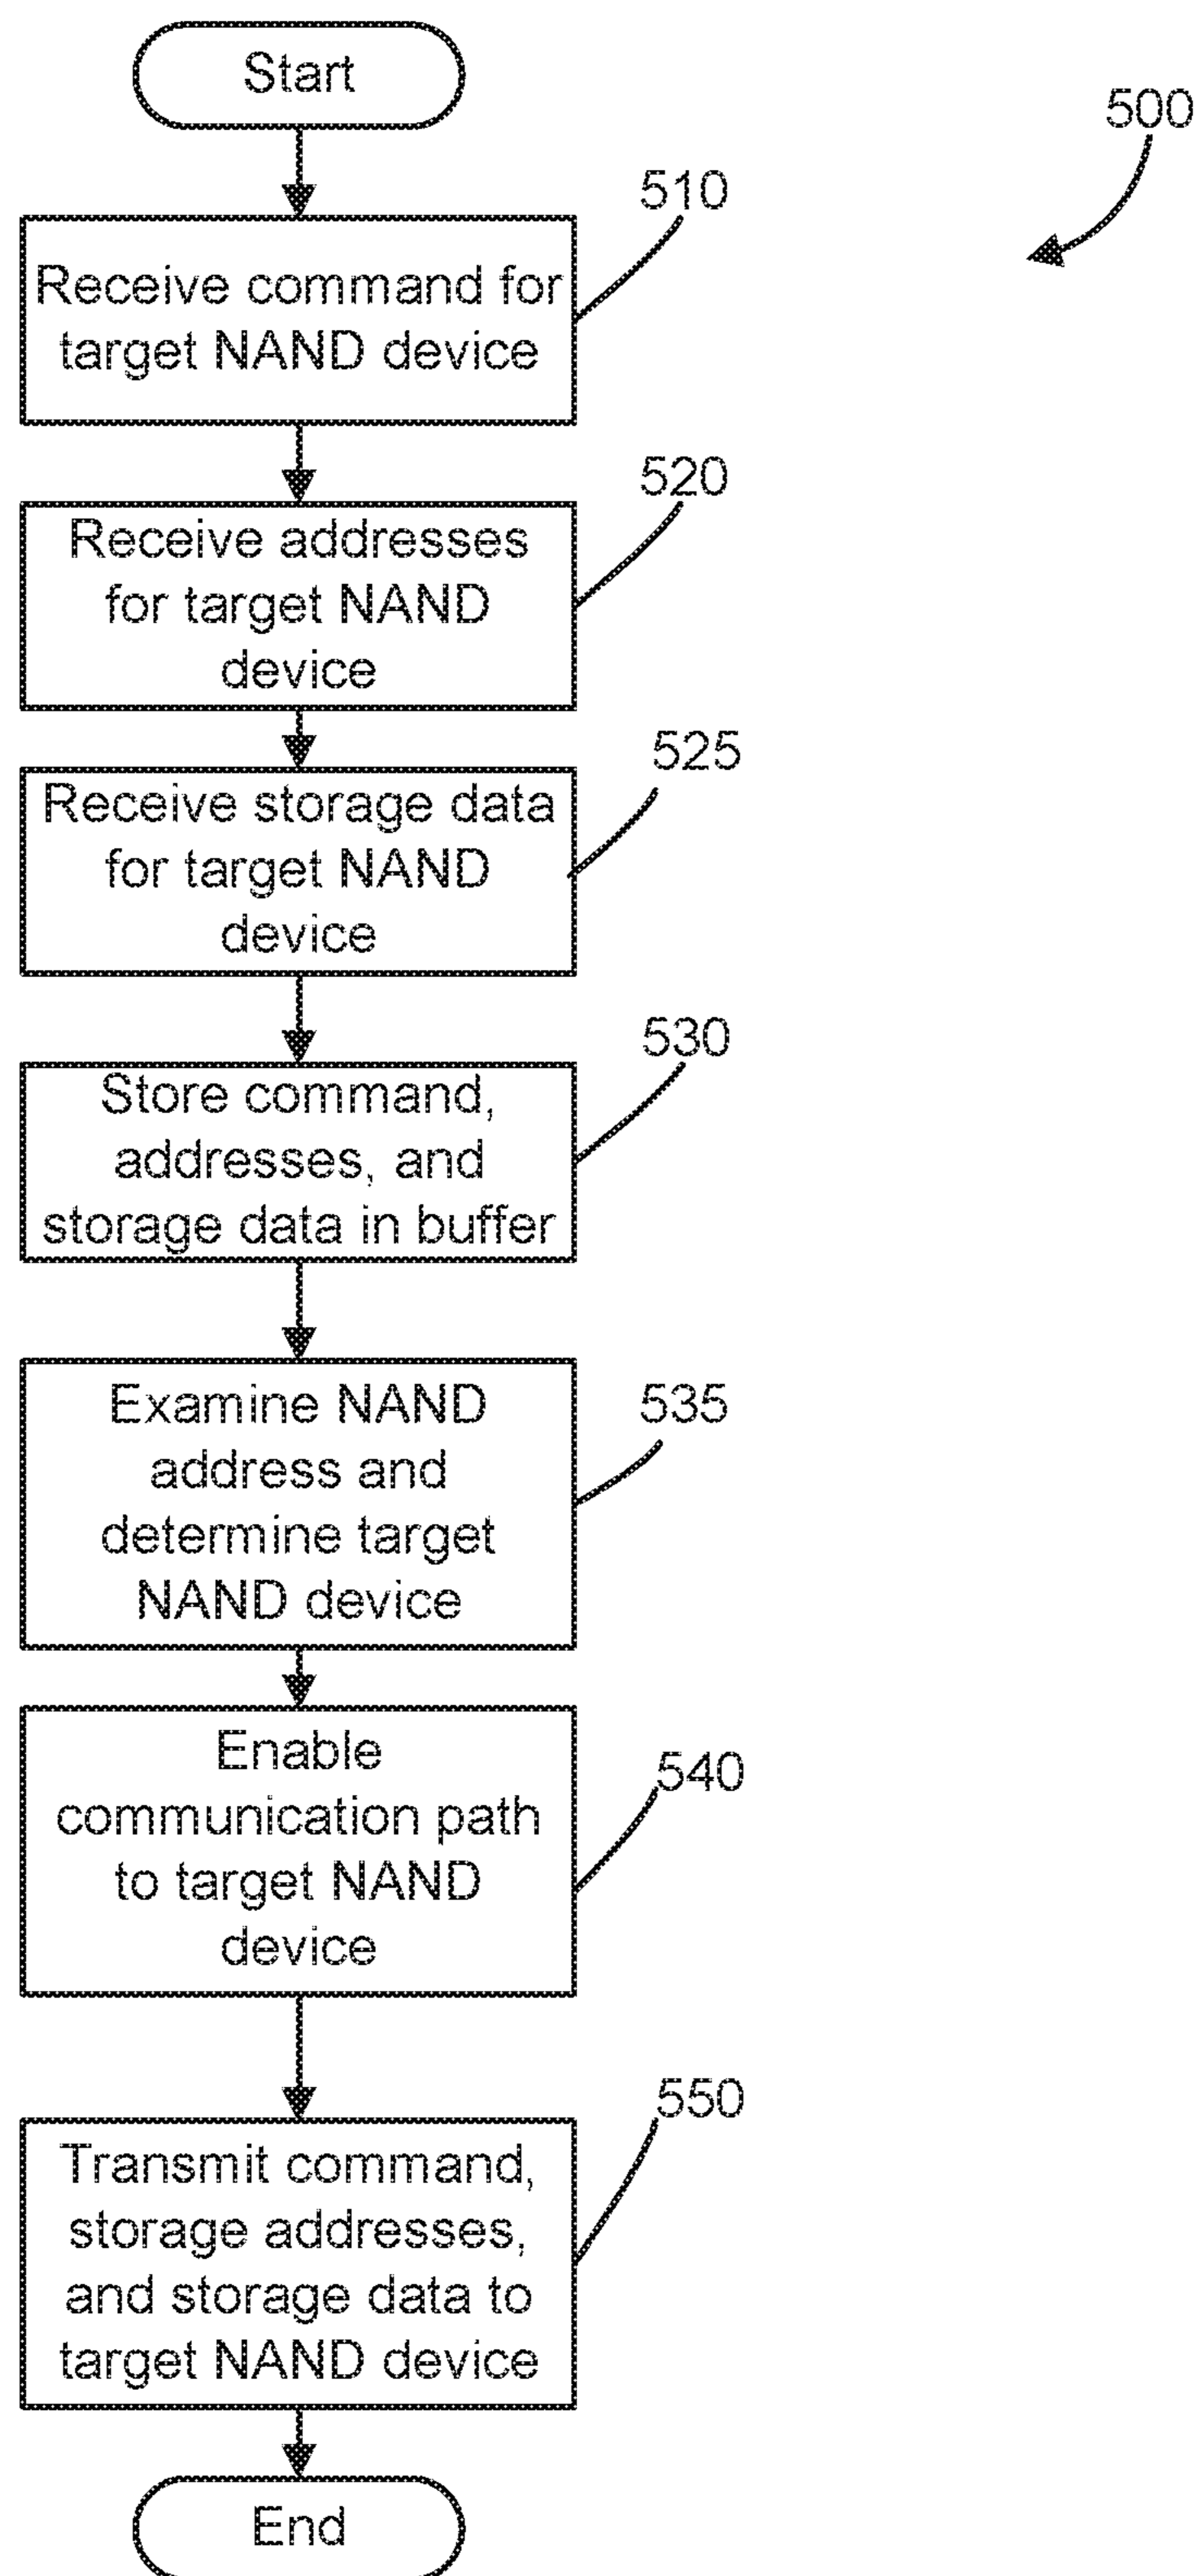 Start
500
510
Receive command for
target NAND device
520
Receive addresses
for target NAND
device
525
Receive storage data
for target NAND
device
530
Store command,
addresses, and
storage data in buffer
535
Examine NAND
address and
determine target
NAND device
540
Enable
communication path
to target NAND
device
550
Transmit command,
storage addresses,
and storage data to
target NAND device
End